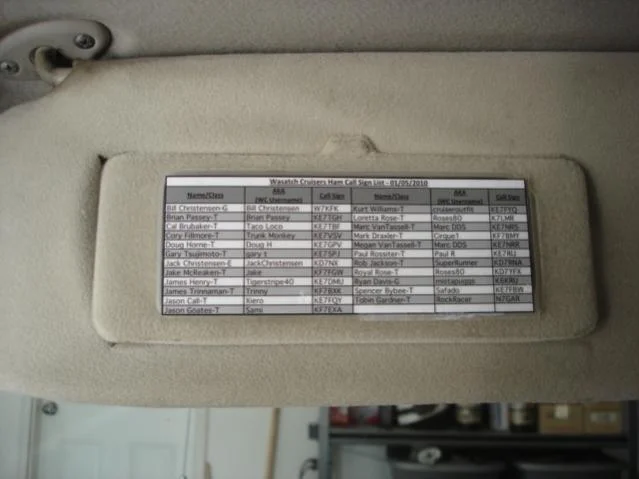 Wasatch Cruisers Ham Call Sign List - 01/05/2010
Name/Class AKA (WC Username) Call Sign Name/Class AKA (WC Username) Call Sign
Bill Christensen-G Bill Christensen W7KFK Kurt Williams-T cruiseroutfit KE7FYQ
Brian Passey-T Brian Passey KE7TGH Loretta Rose-T Roses80 K7LMR
Cal Brubaker-T Taco Loco KE7TBF Marc VanTassell-T Marc DDS KE7NRS
Cory Fillmore-T Trunk Monkey KE7VSV Mark Draxler-T Cirque1 KF7BMY
Doug Horne-T Doug H KE7GPV Megan VanTassell-T Marc DDS KE7NRR
Gary Tsujimoto-T gary t KE7SPJ Paul Rossiter-T Paul R
Jack Christensen-E JackChristensen KD7NX Rob Jackson-T SuperRunner KD7RNA
Jake McReaken-T Jake KF7FGW Royal Rose-T Roses80 KD7YFX
James Henry-T Tigerstripe40 KE7DMU Ryan Davis-G mistapuggs K6KRU
James Trinnaman-T Trinny KF7BXK Spencer Bybee-T Safado KE7FBW
Jason Call-T Kiero KE7FQY Tobin Gardner-T RockRacer N7GAR
Jason Goates-T Sami KF7EXA